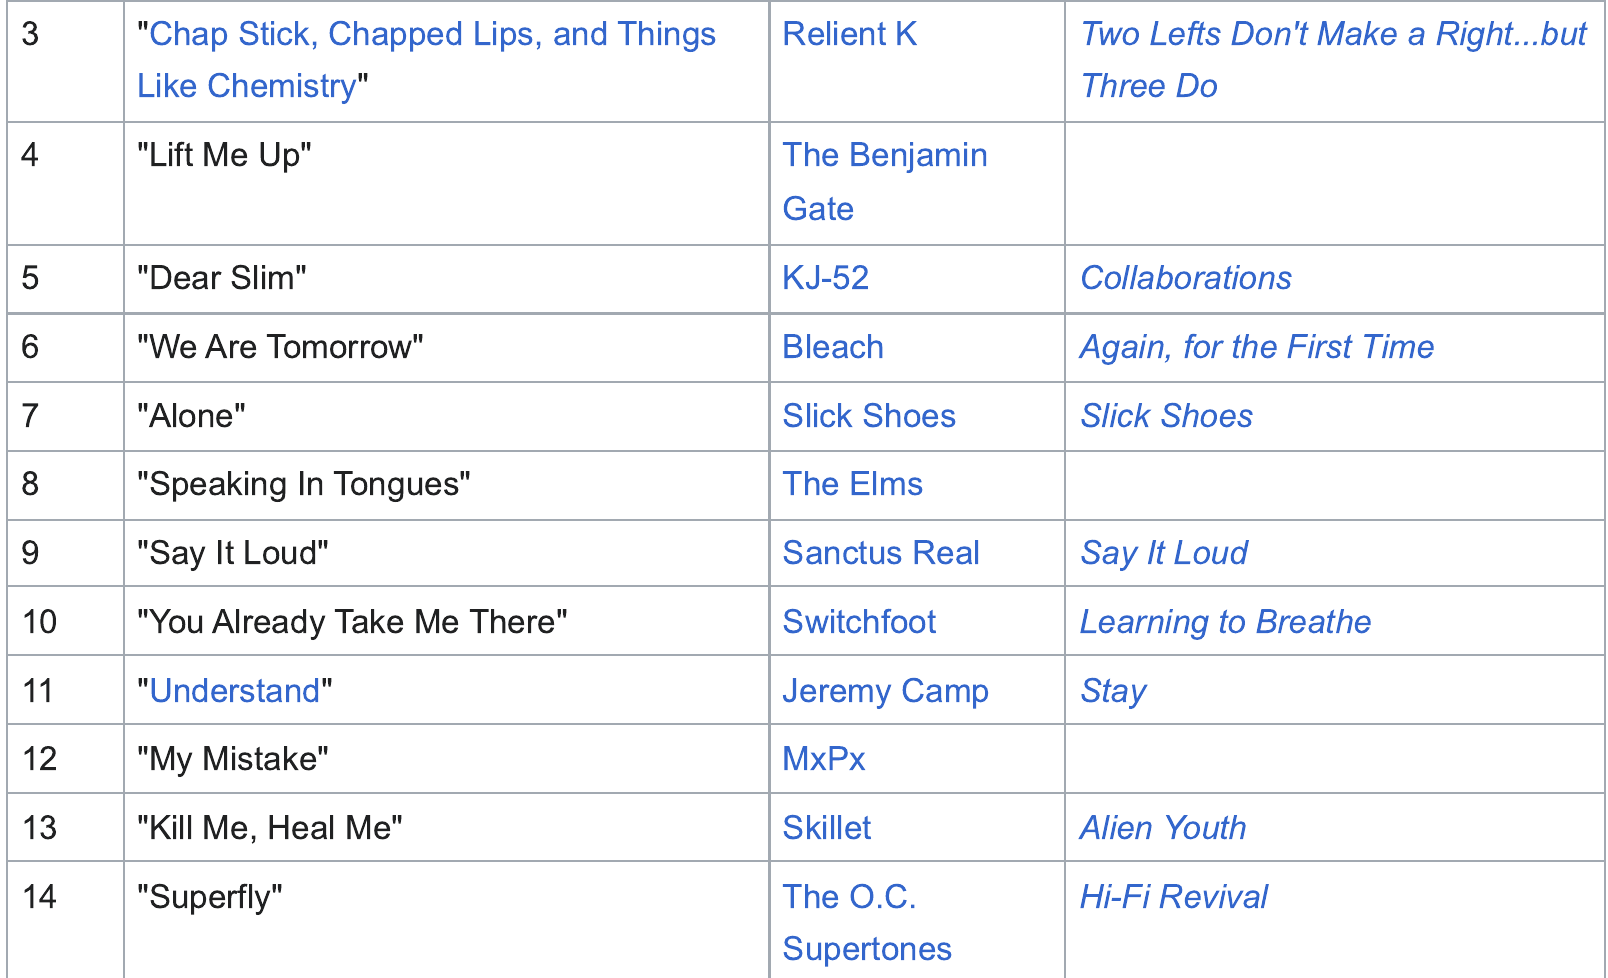 3 "Chap Stick, Chapped Lips, and Things Relient K Two Lefts Don't Make a Right...but
Like Chemistry" Three Do
4 "Lift Me Up" The Benjamin
Gate
5 "Dear Slim" KJ-52 Collaborations
6 "We Are Tomorrow" Bleach Again, for the First Time
7 "Alone" Slick Shoes Slick Shoes
8 "Speaking In Tongues" The Elms
9 "Say It Loud" Sanctus Real Say It Loud
10 "You Already Take Me There" Switchfoot Learning to Breathe
11 "Understand" Jeremy Camp Stay
12 "My Mistake" MxPx
13 "Kill Me, Heal Me" Skillet Alien Youth
14 "Superfly" The O.C. Hi-Fi Revival
Supertones